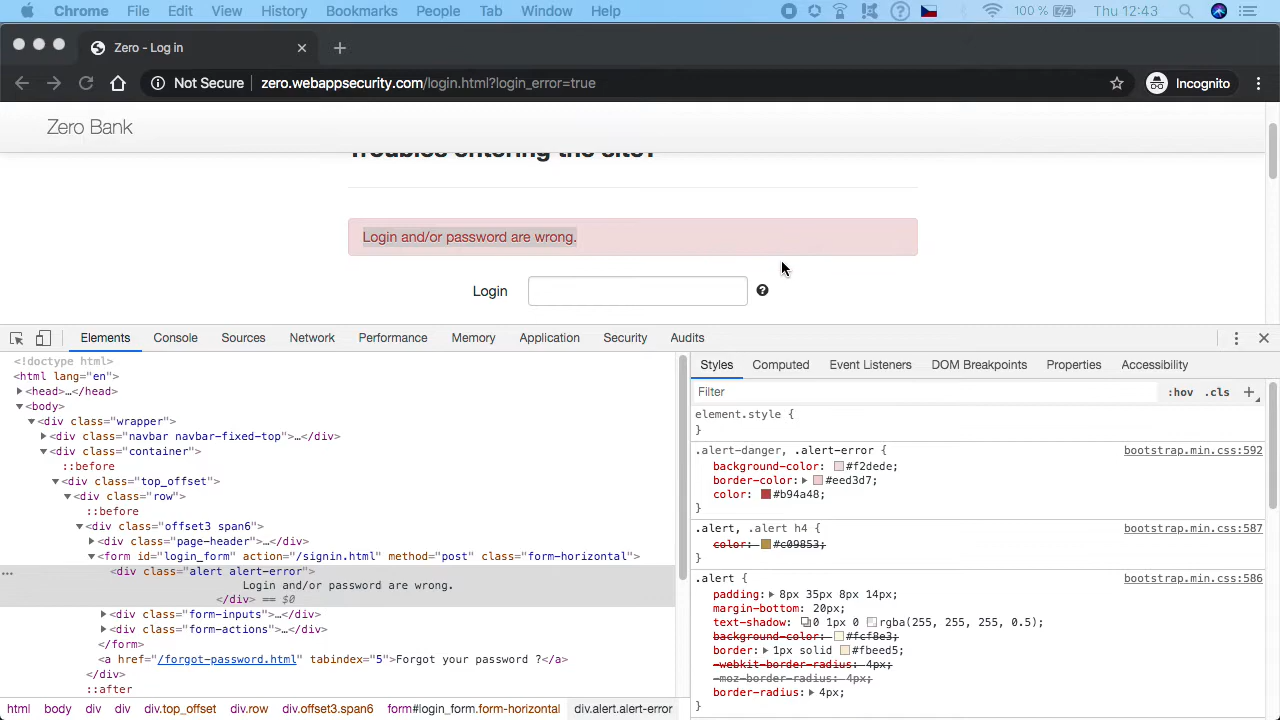 Chrome File Edit View History Bookmarks People Tab Window Help 100 % Thu 12:43
Zero - Log in
Not Secure zero.webappsecurity.com/login.html?login_error=true Incognito
Zero Bank
Troubles entering the site?
Login and/or password are wrong.
Login
Elements Console Sources Network Performance Memory Application Security Audits
<!doctype html>
<html lang="en">
<head>…</head>
<body>
<div class="wrapper">
<div class="navbar navbar-fixed-top">…</div>
<div class="container">
::before
<div class="top_offset">
<div class="row">
::before
<div class="offset3 span6">
<div class="page-header">…</div>
<form id="login_form" action="/signin.html" method="post" class="form-horizontal">
<div class="alert alert-error">
Login and/or password are wrong.
</div> == $0
<div class="form-inputs">…</div>
<div class="form-actions">…</div>
</form>
<a href="/forgot-password.html" tabindex="5">Forgot your password ?</a>
</div>
::after
html body div div div.top_offset div.row div.offset3.span6 form#login_form.form-horizontal div.alert.alert-error
Styles Computed Event Listeners DOM Breakpoints Properties Accessibility
Filter :hov .cls
element.style {
}
.alert-danger, .alert-error { bootstrap.min.css:592
background-color: #f2dede;
border-color: #eed3d7;
color: #b94a48;
}
.alert, .alert h4 { bootstrap.min.css:587
color: #c09853;
}
.alert { bootstrap.min.css:586
padding: 8px 35px 8px 14px;
margin-bottom: 20px;
text-shadow: 0 1px 0 rgba(255, 255, 255, 0.5);
background-color: #fcf8e3;
border: 1px solid #fbeed5;
-webkit-border-radius: 4px;
-moz-border-radius: 4px;
border-radius: 4px;
}